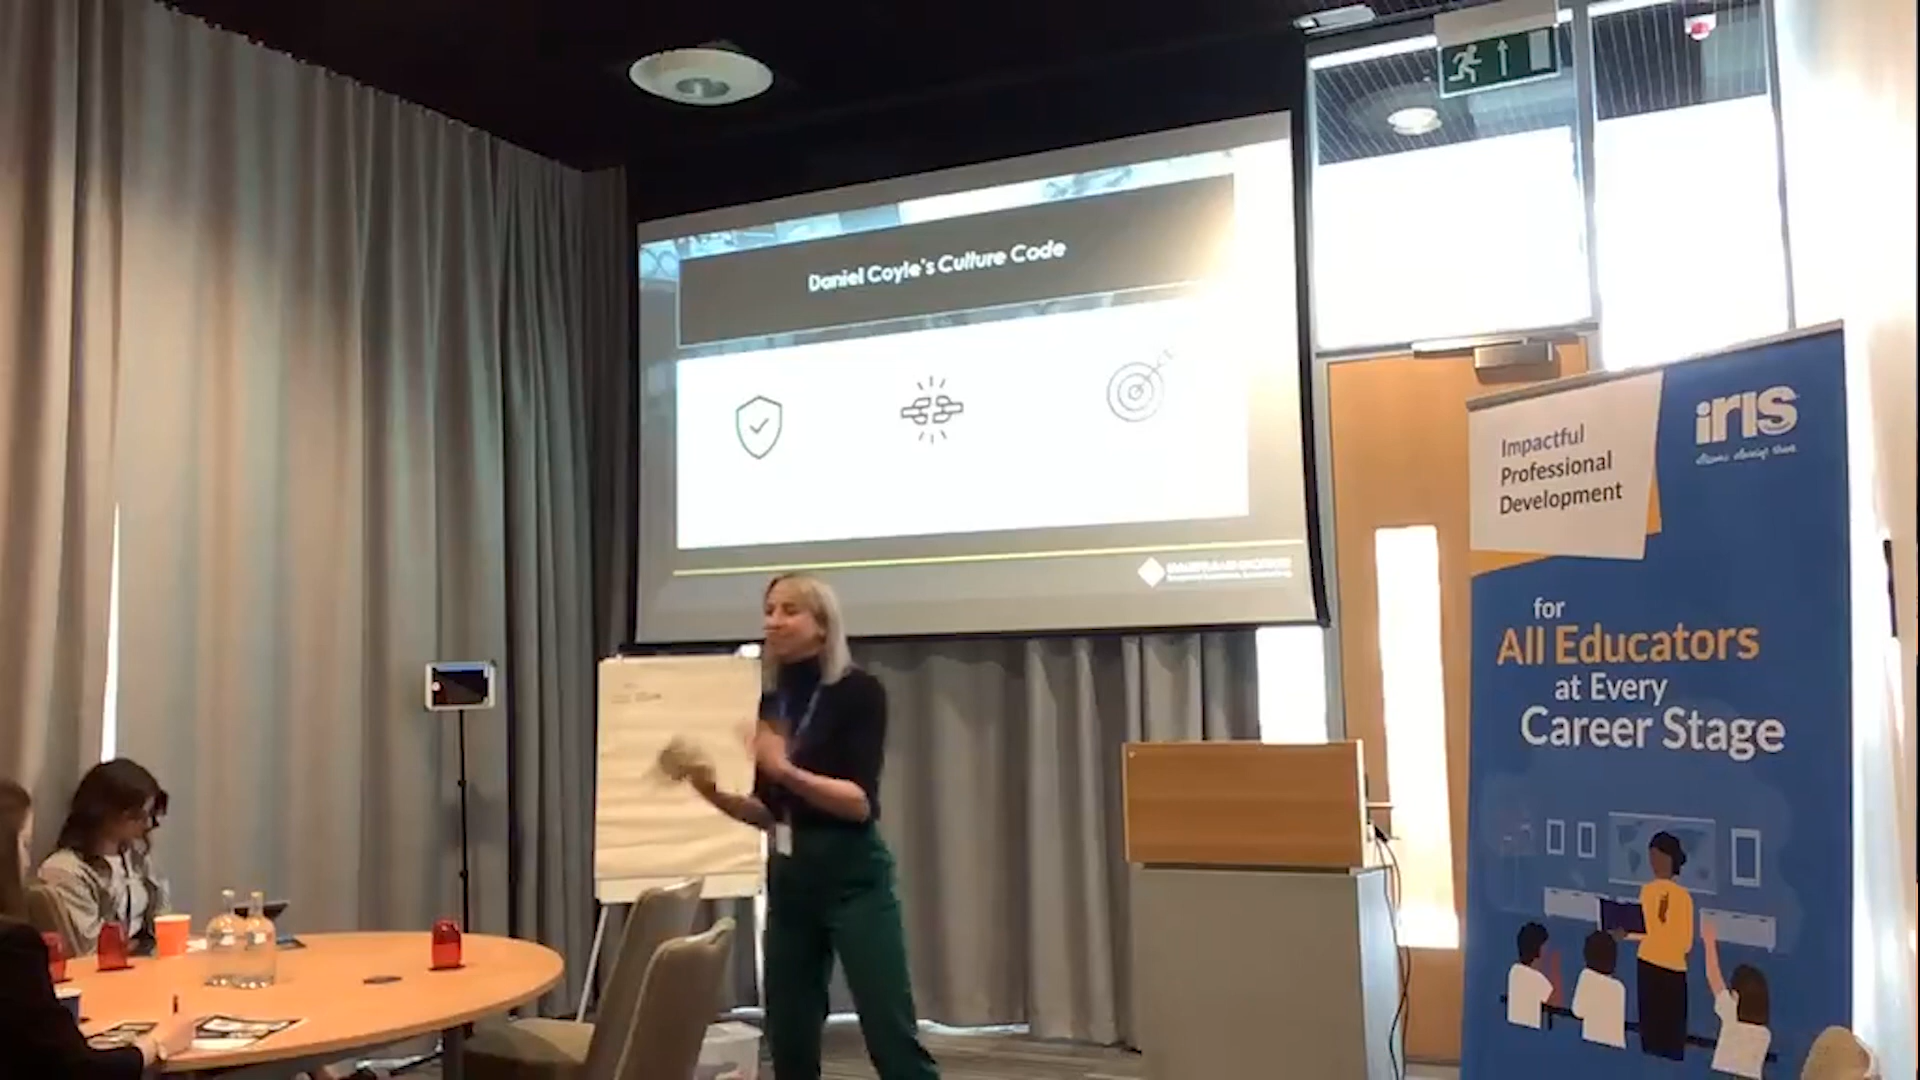 Daniel Coyle's Culture Code
Impactful
Professional
Development
iris
for
All Educators
at Every
Career Stage